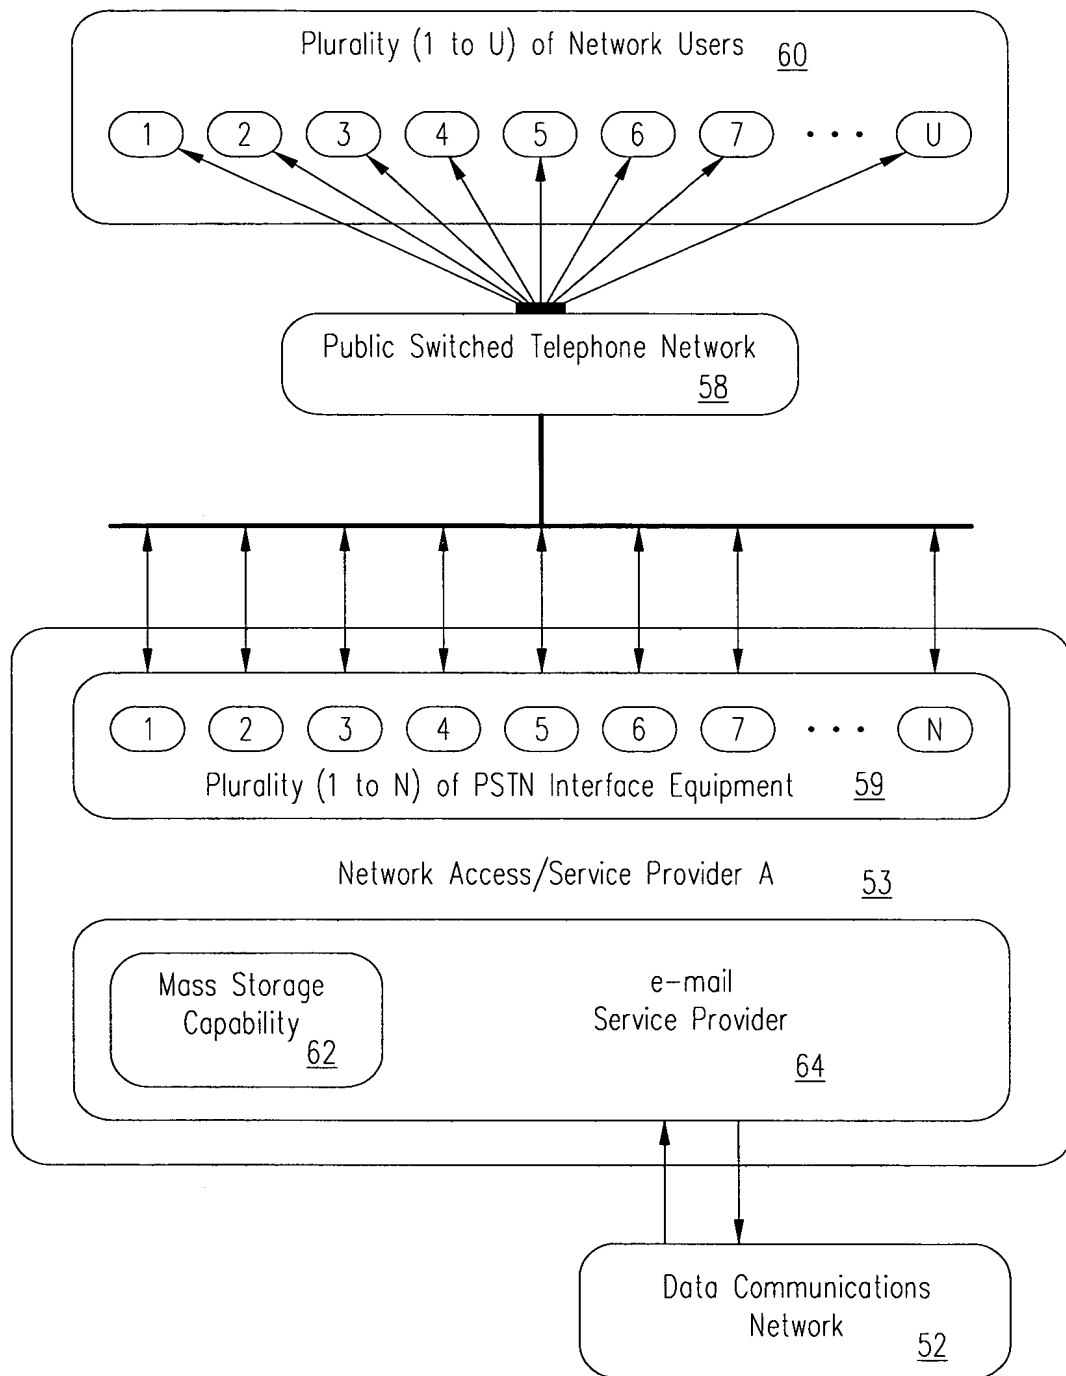 Plurality (1 to U) of Network Users 60
1 2 3 4 5 6 7 ... U
Public Switched Telephone Network
58
1 2 3 4 5 6 7 ... N
Plurality (1 to N) of PSTN Interface Equipment 59
Network Access/Service Provider A 53
Mass Storage
Capability
62
e-mail
Service Provider
64
Data Communications
Network
52